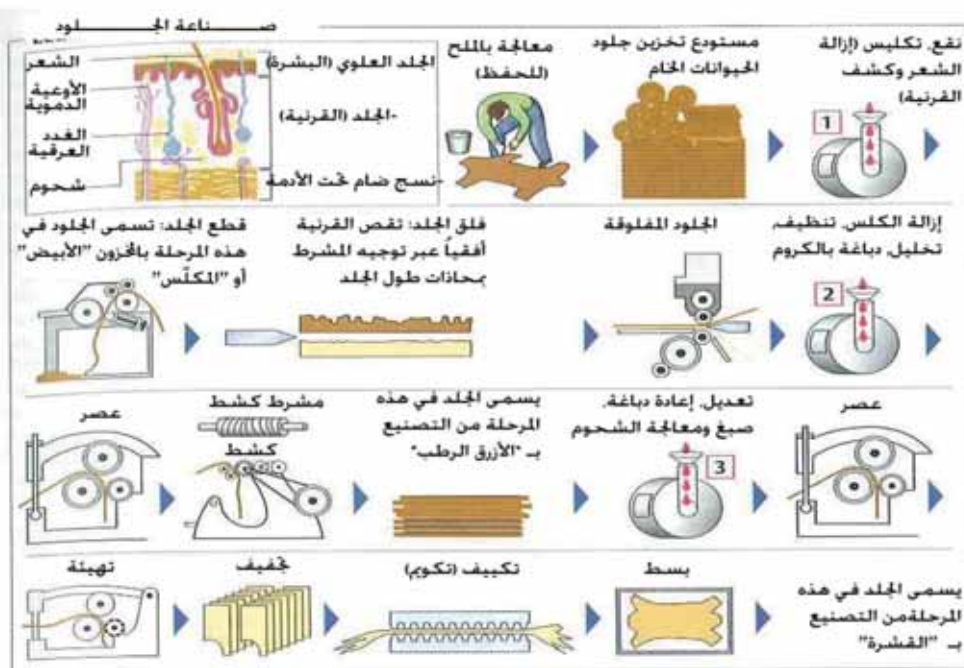 صناعة الجلود
الشعر
الأوعية
الدموية
الغدد
العرقية
شحوم
الجلد العلوي (البشرة)
-الجلد (القرنية)
-نسج ضام تحت الأدمة
معالجة بالملح
(للحفظ)
مستودع تخزين جلود
الحيوانات الخام
نقع، تكليس (إزالة
الشعر وكشف
القرنية)
1
قطع الجلد: تسمى الجلود في
هذه المرحلة بالمخزون "الأبيض"
أو "المكلّس"
فلق الجلد: تقص القرنية
أفقياً عبر توجيه المشرط
بمحاذات طول الجلد
الجلود المفلوقة
إزالة الكلس، تنظيف،
تخليل، دباغة بالكروم
2
عصر
مشرط كشط
كشط
يسمى الجلد في هذه
المرحلة من التصنيع
بـ "الأزرق الرطب"
تعديل، إعادة دباغة،
صبغ ومعالجة الشحوم
3
عصر
تهيئة
تجفيف
تكييف (تكويم)
بسط
يسمى الجلد في هذه
المرحلة من التصنيع
بـ "القشرة"